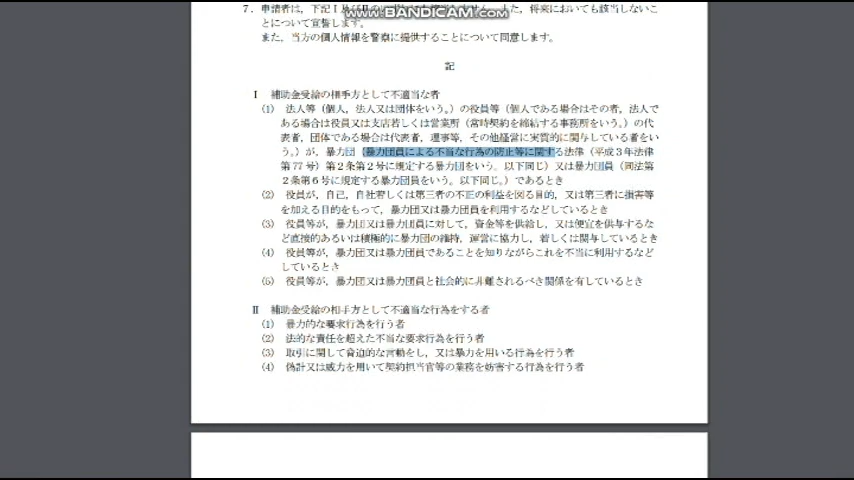 www.BANDICAM.com
7．申請者は、下記Ⅰ及びⅡの
また、将来においても該当しないこ
とについて宣誓します。
また、当方の個人情報を警察に提供することについて同意します。
記
Ⅰ　補助金受給の相手方として不適当な者
(1)　法人等（個人、法人又は団体をいう。）の役員等（個人である場合はその者、法人で
ある場合は役員又は支店若しくは営業所（常時契約を締結する事務所をいう。）の代
表者、団体である場合は代表者、理事等、その他経営に実質的に関与している者をい
う。）が、暴力団（暴力団員による不当な行為の防止等に関する法律（平成３年法律
第77号）第２条第２号に規定する暴力団をいう。以下同じ）又は暴力団員（同法第
２条第６号に規定する暴力団員をいう。以下同じ。）であるとき
(2)　役員が、自己、自社若しくは第三者の不正の利益を図る目的、又は第三者に損害等
を加える目的をもって、暴力団又は暴力団員を利用するなどしているとき
(3)　役員等が、暴力団又は暴力団員に対して、資金等を供給し、又は便宜を供与するな
ど直接的あるいは積極的に暴力団の維持、運営に協力し、若しくは関与しているとき
(4)　役員等が、暴力団又は暴力団員であることを知りながらこれを不当に利用するなど
しているとき
(5)　役員等が、暴力団又は暴力団員と社会的に非難されるべき関係を有しているとき
Ⅱ　補助金受給の相手方として不適当な行為をする者
(1)　暴力的な要求行為を行う者
(2)　法的な責任を超えた不当な要求行為を行う者
(3)　取引に関して脅迫的な言動をし、又は暴力を用いる行為を行う者
(4)　偽計又は威力を用いて契約担当官等の業務を妨害する行為を行う者